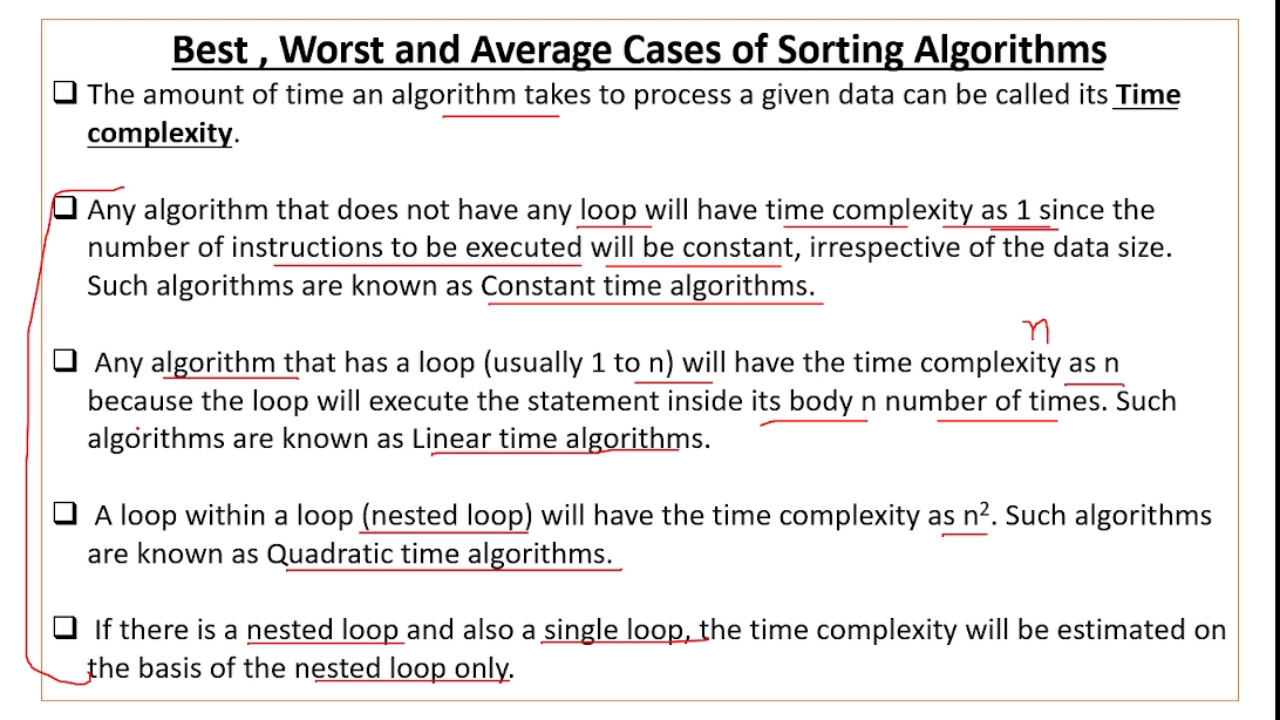 Best , Worst and Average Cases of Sorting Algorithms
❑ The amount of time an algorithm takes to process a given data can be called its Time
complexity.
❑ Any algorithm that does not have any loop will have time complexity as 1 since the
number of instructions to be executed will be constant, irrespective of the data size.
Such algorithms are known as Constant time algorithms.
n
❑ Any algorithm that has a loop (usually 1 to n) will have the time complexity as n
because the loop will execute the statement inside its body n number of times. Such
algorithms are known as Linear time algorithms.
❑ A loop within a loop (nested loop) will have the time complexity as n². Such algorithms
are known as Quadratic time algorithms.
❑ If there is a nested loop and also a single loop, the time complexity will be estimated on
the basis of the nested loop only.